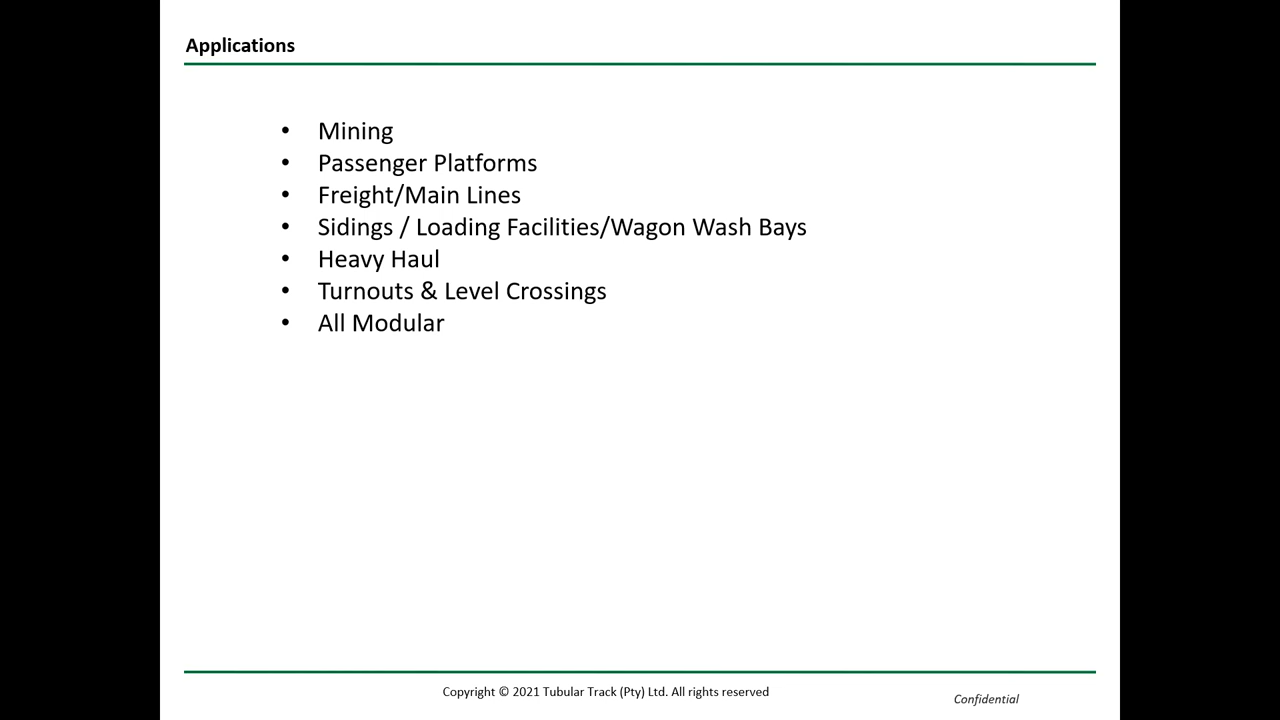 Applications
• Mining
• Passenger Platforms
• Freight/Main Lines
• Sidings / Loading Facilities/Wagon Wash Bays
• Heavy Haul
• Turnouts & Level Crossings
• All Modular
Copyright © 2021 Tubular Track (Pty) Ltd. All rights reserved
Confidential